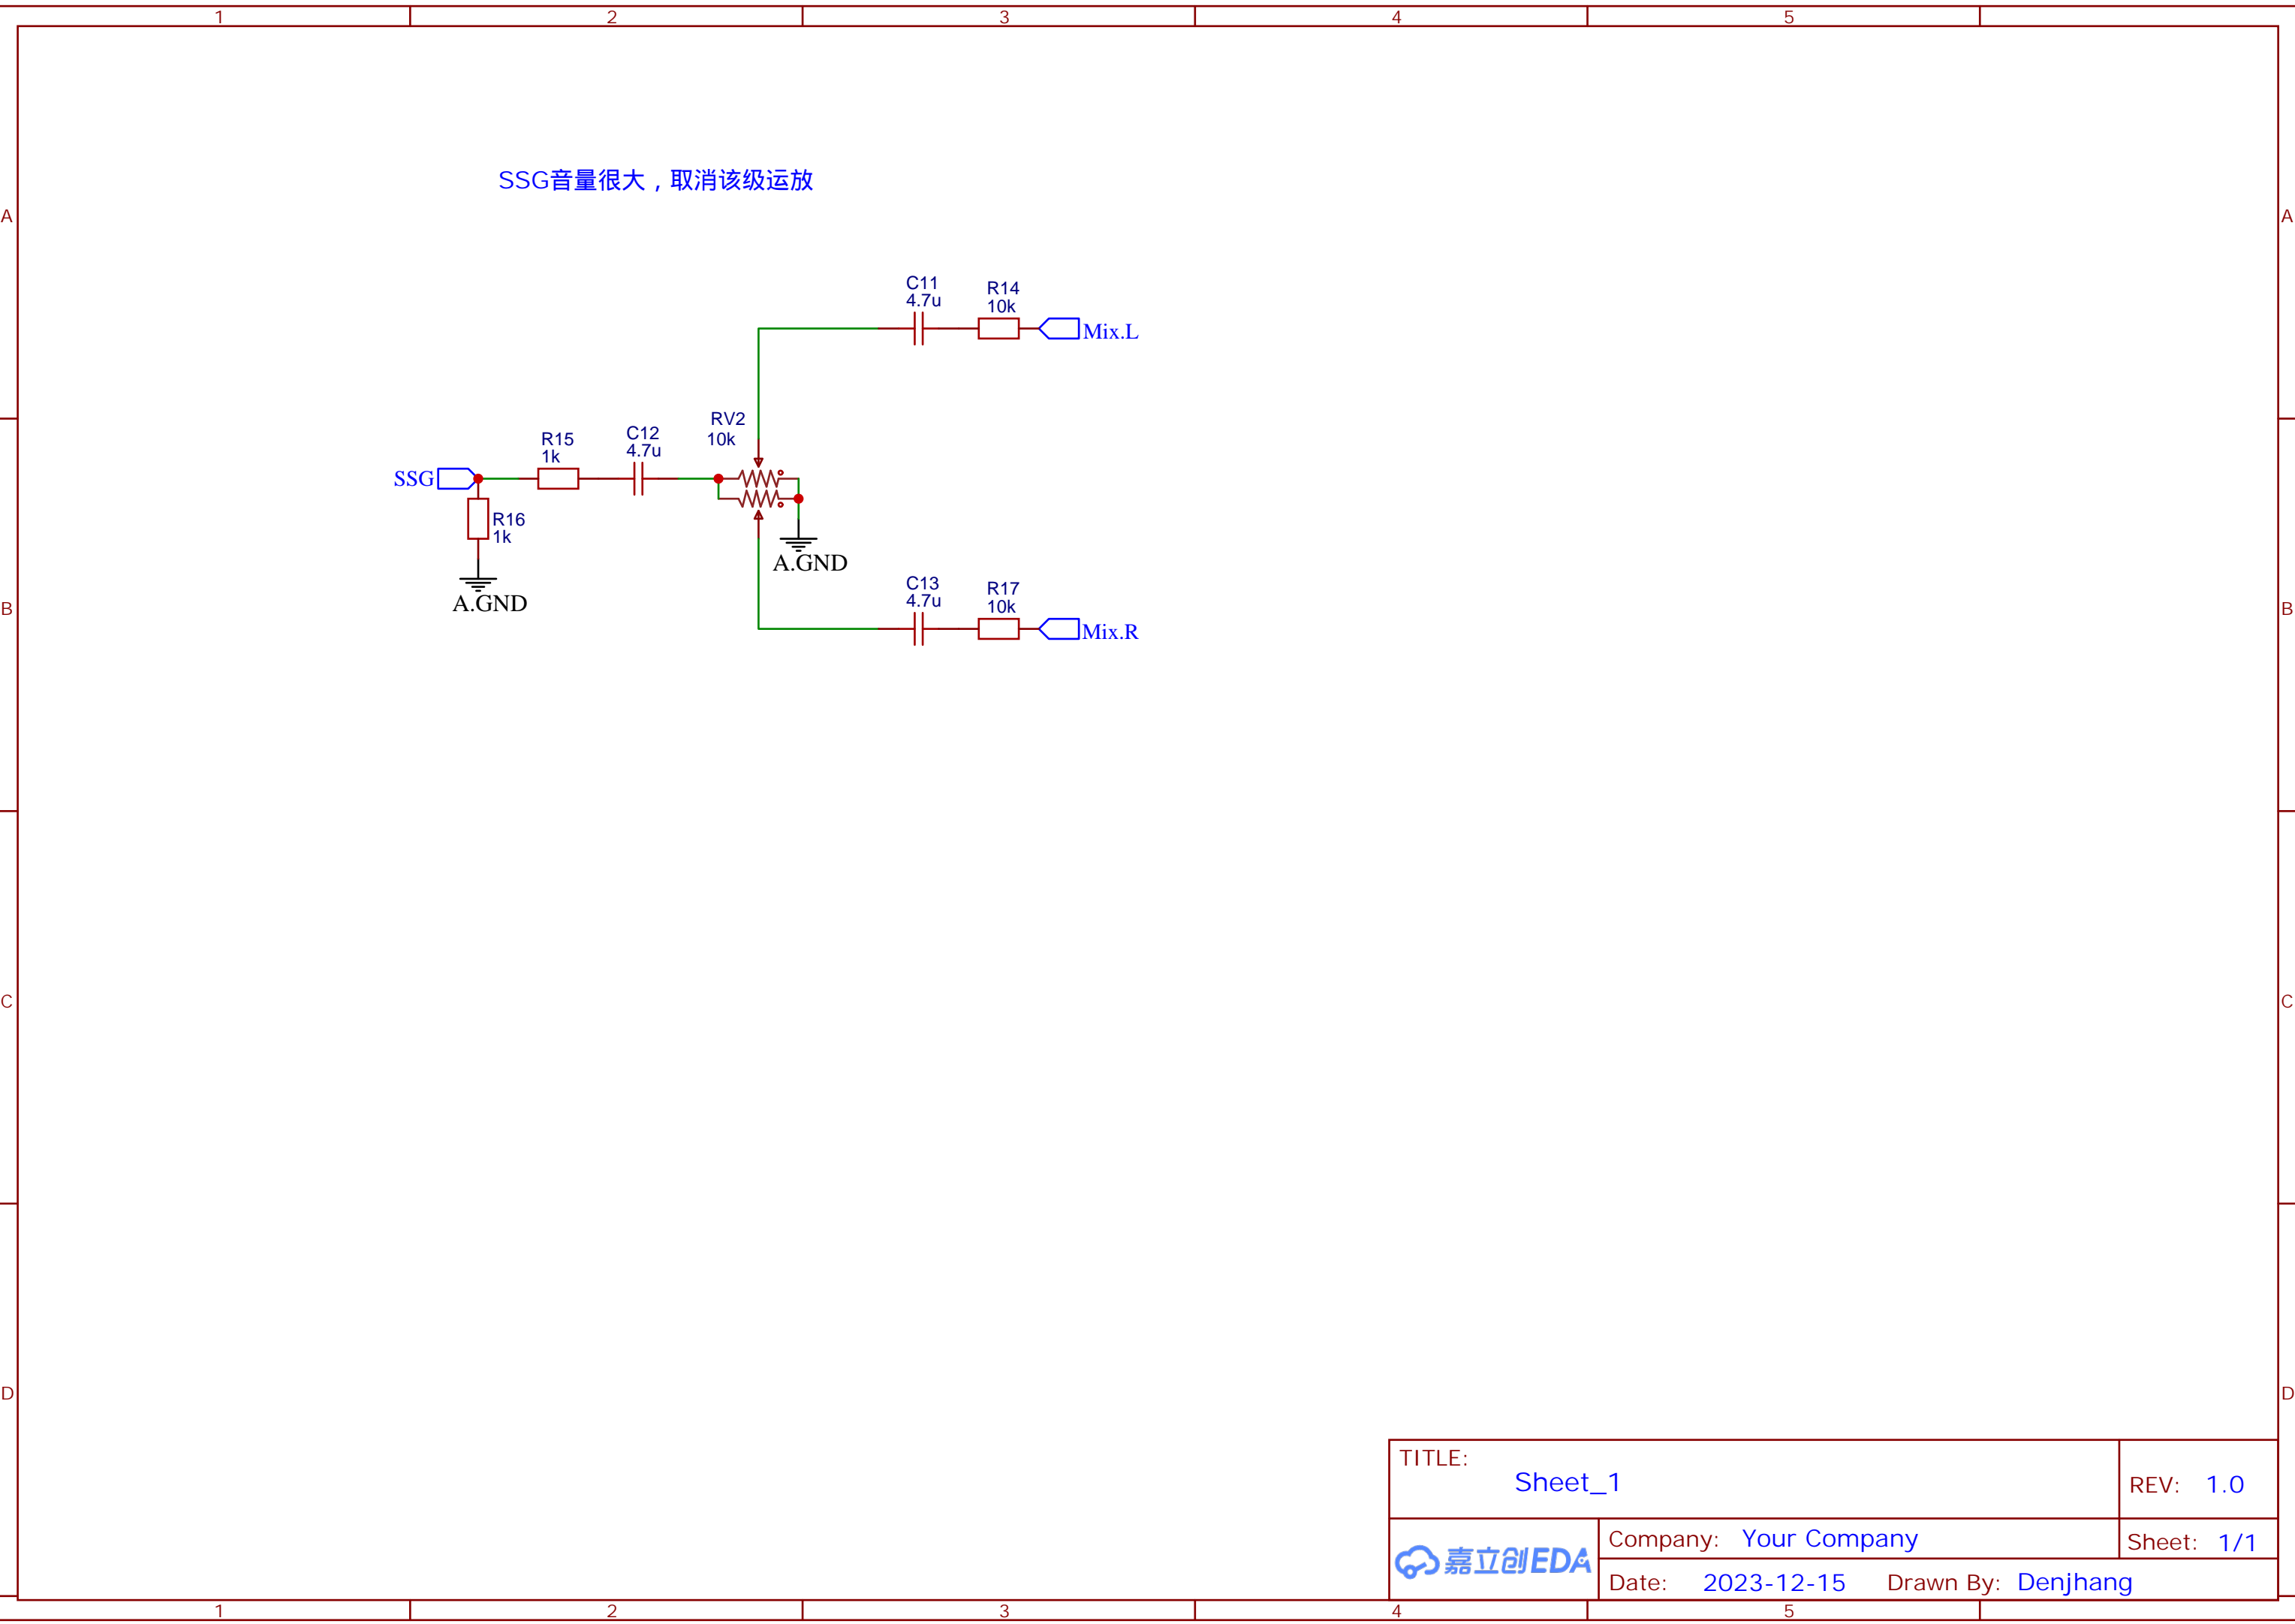 1 2 3 4 5
SSG音量很大，取消该级运放
A A
C11
4.7u
R14
10k
Mix.L
RV2
10k
R15
1k
C12
4.7u
SSG
R16
1k
A.GND
A.GND
C13
4.7u
R17
10k
Mix.R
B B
C C
D D
TITLE:
Sheet_1
REV: 1.0
嘉立创EDA
Company: Your Company
Sheet: 1/1
Date: 2023-12-15 Drawn By: Denjhang
1 2 3 4 5